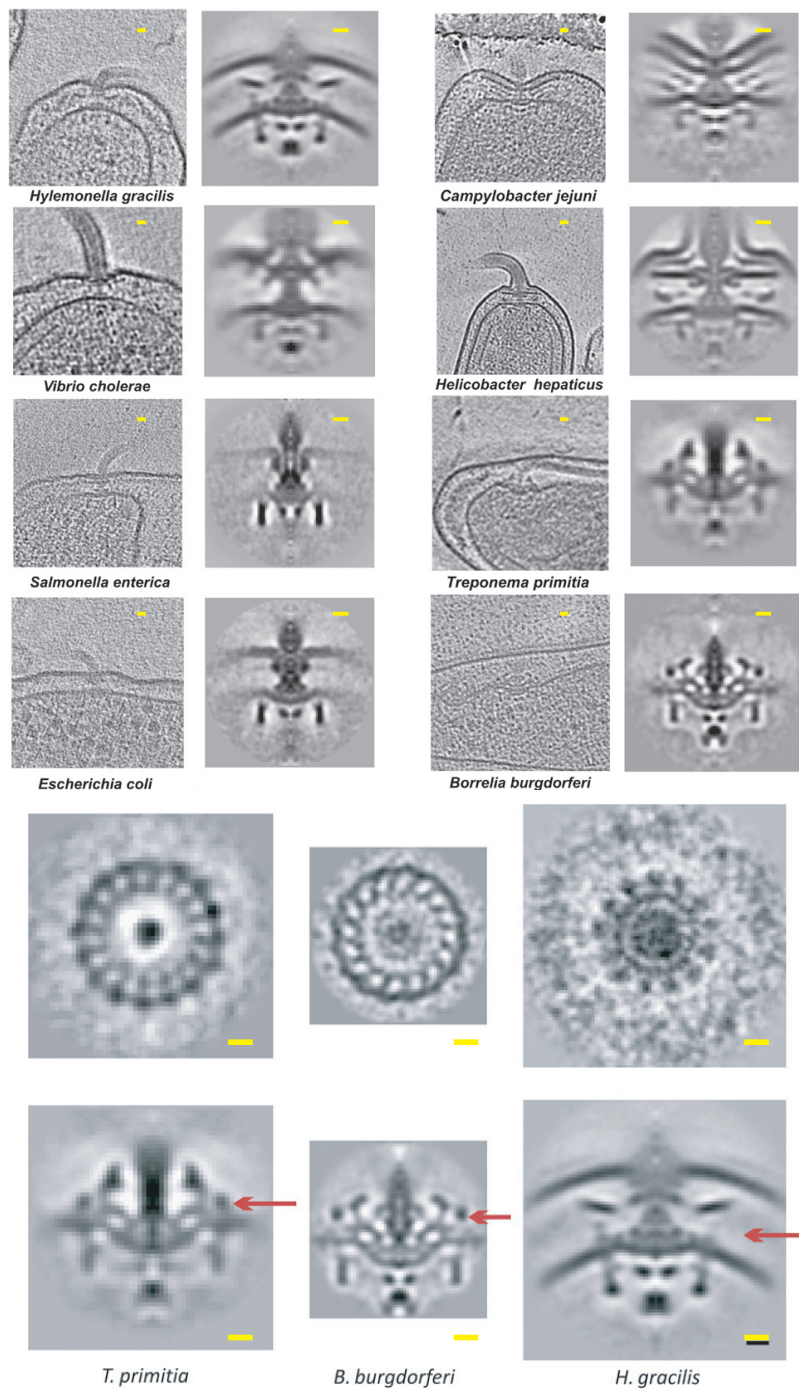 Hylemonella gracilis
Campylobacter jejuni
Vibrio cholerae
Helicobacter hepaticus
Salmonella enterica
Treponema primitia
Escherichia coli
Borrelia burgdorferi
T. primitia
B. burgdorferi
H. gracilis